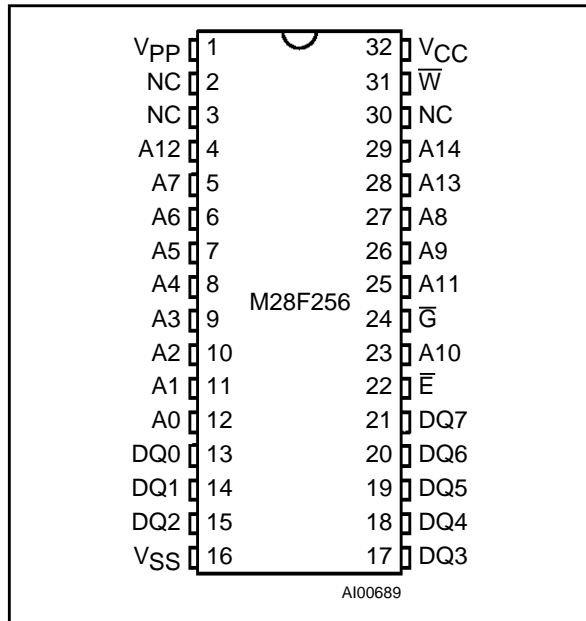 VPP 1 32 VCC
NC 2 31 W̅
NC 3 30 NC
A12 4 29 A14
A7 5 28 A13
A6 6 27 A8
A5 7 26 A9
A4 8 25 A11
M28F256
A3 9 24 G̅
A2 10 23 A10
A1 11 22 E̅
A0 12 21 DQ7
DQ0 13 20 DQ6
DQ1 14 19 DQ5
DQ2 15 18 DQ4
VSS 16 17 DQ3
AI00689